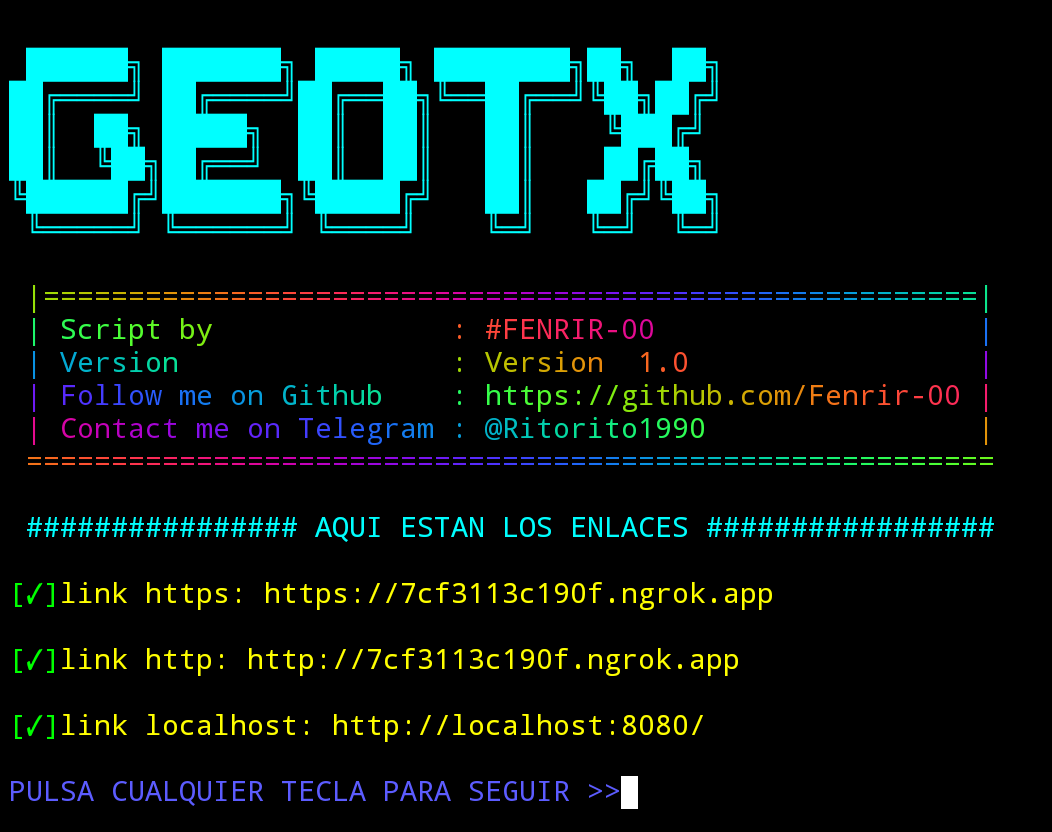 GEOTX
|=======================================================|
| Script by : #FENRIR-00 |
| Version : Version 1.0 |
| Follow me on Github : https://github.com/Fenrir-00 |
| Contact me on Telegram : @Ritorito1990 |
=========================================================
################ AQUI ESTAN LOS ENLACES #################
[✓]link https: https://7cf3113c190f.ngrok.app
[✓]link http: http://7cf3113c190f.ngrok.app
[✓]link localhost: http://localhost:8080/
PULSA CUALQUIER TECLA PARA SEGUIR >>